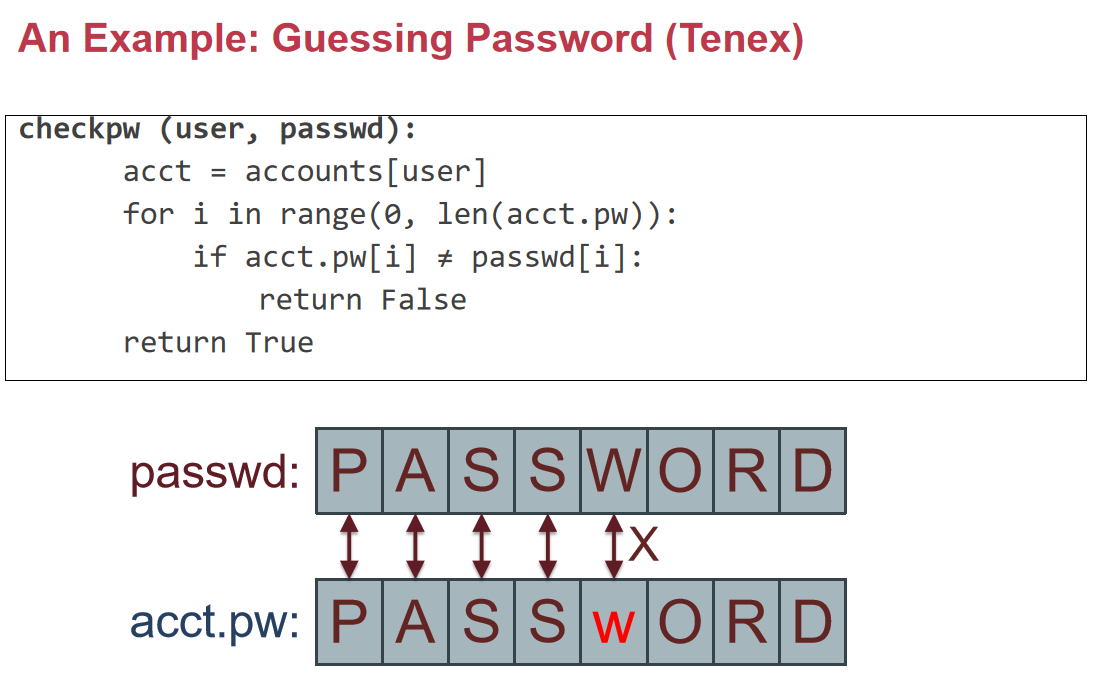 An Example: Guessing Password (Tenex)
checkpw (user, passwd):
acct = accounts[user]
for i in range(0, len(acct.pw)):
if acct.pw[i] ≠ passwd[i]:
return False
return True
passwd: P A S S W O R D
X
acct.pw: P A S S w O R D